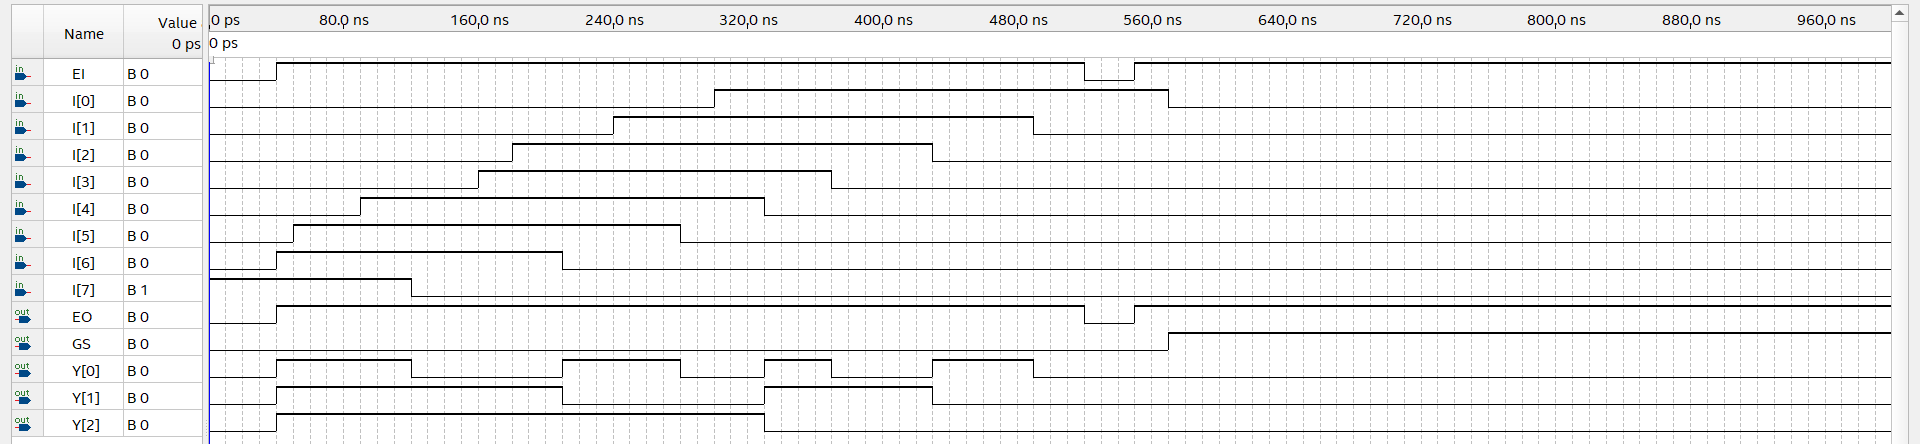 Name Value 0 ps 80.0 ns 160.0 ns 240.0 ns 320.0 ns 400.0 ns 480.0 ns 560.0 ns 640.0 ns 720.0 ns 800.0 ns 880.0 ns 960.0 ns
0 ps 0 ps
in EI B 0
in I[0] B 0
in I[1] B 0
in I[2] B 0
in I[3] B 0
in I[4] B 0
in I[5] B 0
in I[6] B 0
in I[7] B 1
out EO B 0
out GS B 0
out Y[0] B 0
out Y[1] B 0
out Y[2] B 0